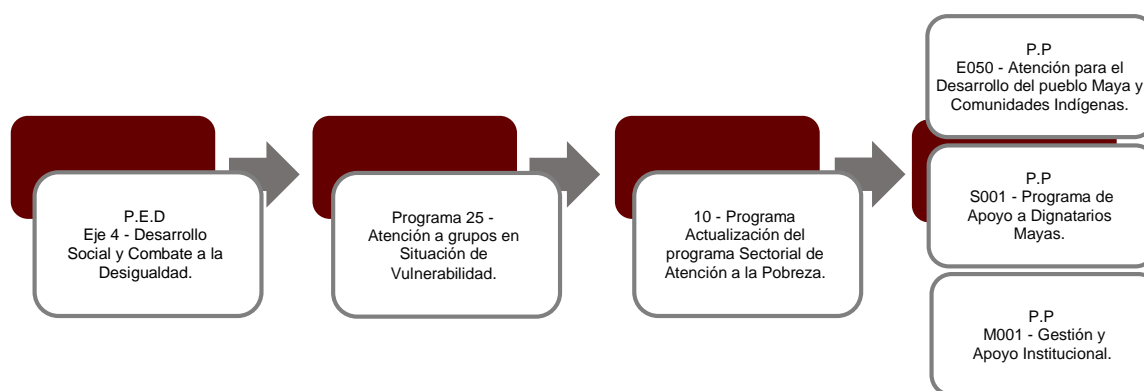 P.E.D
Eje 4 - Desarrollo
Social y Combate a la
Desigualdad.
Programa 25 -
Atención a grupos en
Situación de
Vulnerabilidad.
10 - Programa
Actualización del
programa Sectorial de
Atención a la Pobreza.
P.P
E050 - Atención para el
Desarrollo del pueblo Maya y
Comunidades Indígenas.
P.P
S001 - Programa de
Apoyo a Dignatarios
Mayas.
P.P
M001 - Gestión y
Apoyo Institucional.